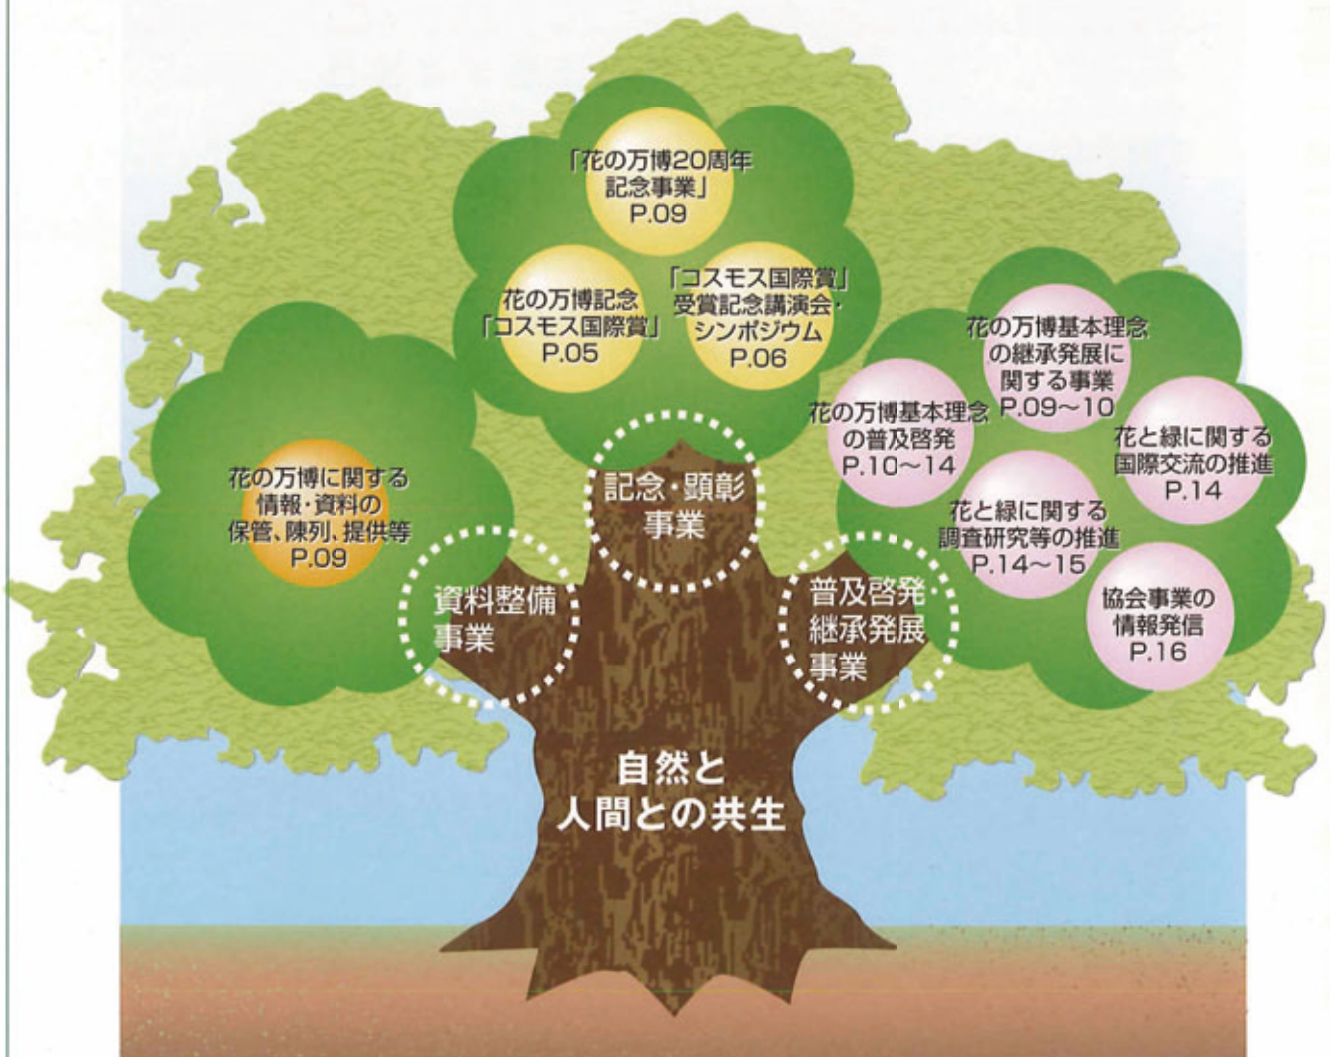 「花の万博20周年
記念事業」
P.09
花の万博記念
「コスモス国際賞」
P.05
「コスモス国際賞」
受賞記念講演会・
シンポジウム
P.06
花の万博基本理念
の継承発展に
関する事業
P.09～10
花の万博基本理念
の普及啓発
P.10～14
花と緑に関する
国際交流の推進
P.14
花と緑に関する
調査研究等の推進
P.14～15
協会事業の
情報発信
P.16
花の万博に関する
情報・資料の
保管、陳列、提供等
P.09
記念・顕彰
事業
資料整備
事業
普及啓発・
継承発展
事業
自然と
人間との共生